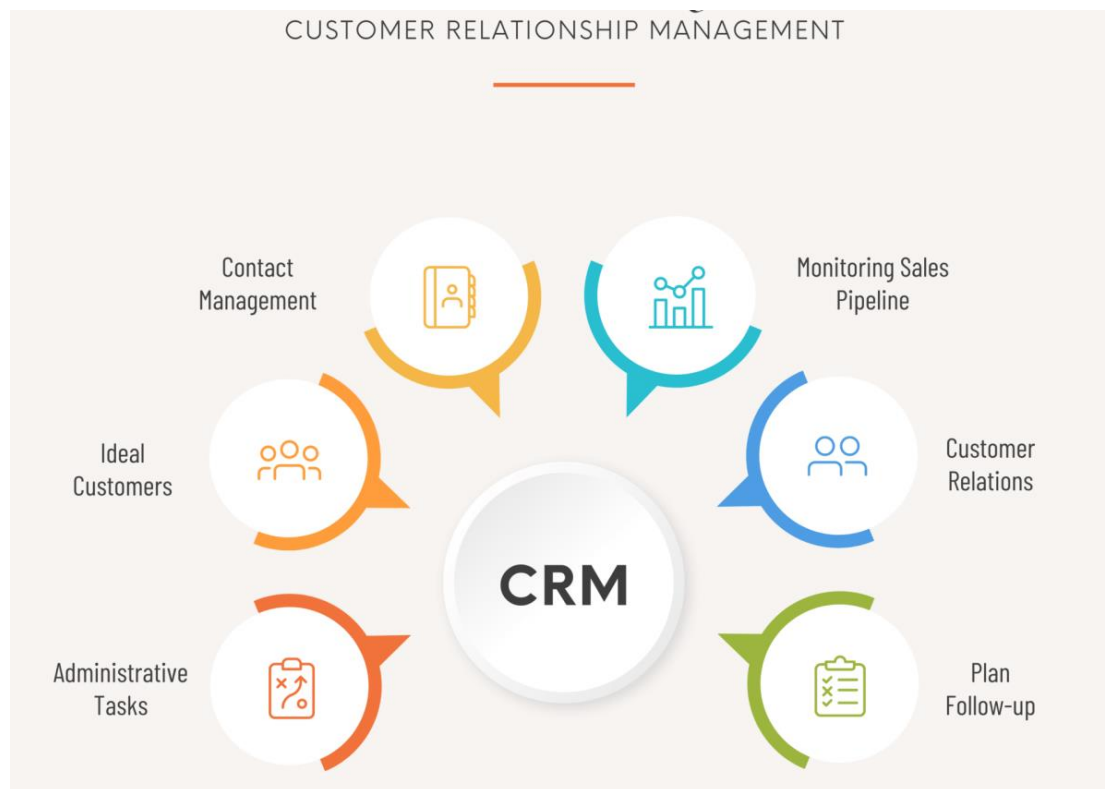 CUSTOMER RELATIONSHIP MANAGEMENT
Contact
Management
Monitoring Sales
Pipeline
Ideal
Customers
Customer
Relations
CRM
Administrative
Tasks
Plan
Follow-up